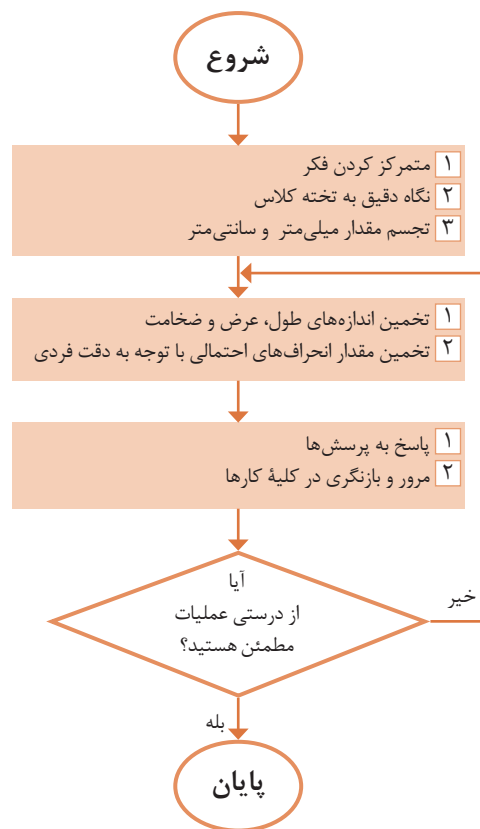 شروع
۱ متمرکز کردن فکر
۲ نگاه دقیق به تخته کلاس
۳ تجسم مقدار میلی‌متر و سانتی‌متر
۱ تخمین اندازه‌های طول، عرض و ضخامت
۲ تخمین مقدار انحراف‌های احتمالی با توجه به دقت فردی
۱ پاسخ به پرسش‌ها
۲ مرور و بازنگری در کلیۀ کارها
آیا
از درستی عملیات
مطمئن هستید؟
خیر
بله
پایان